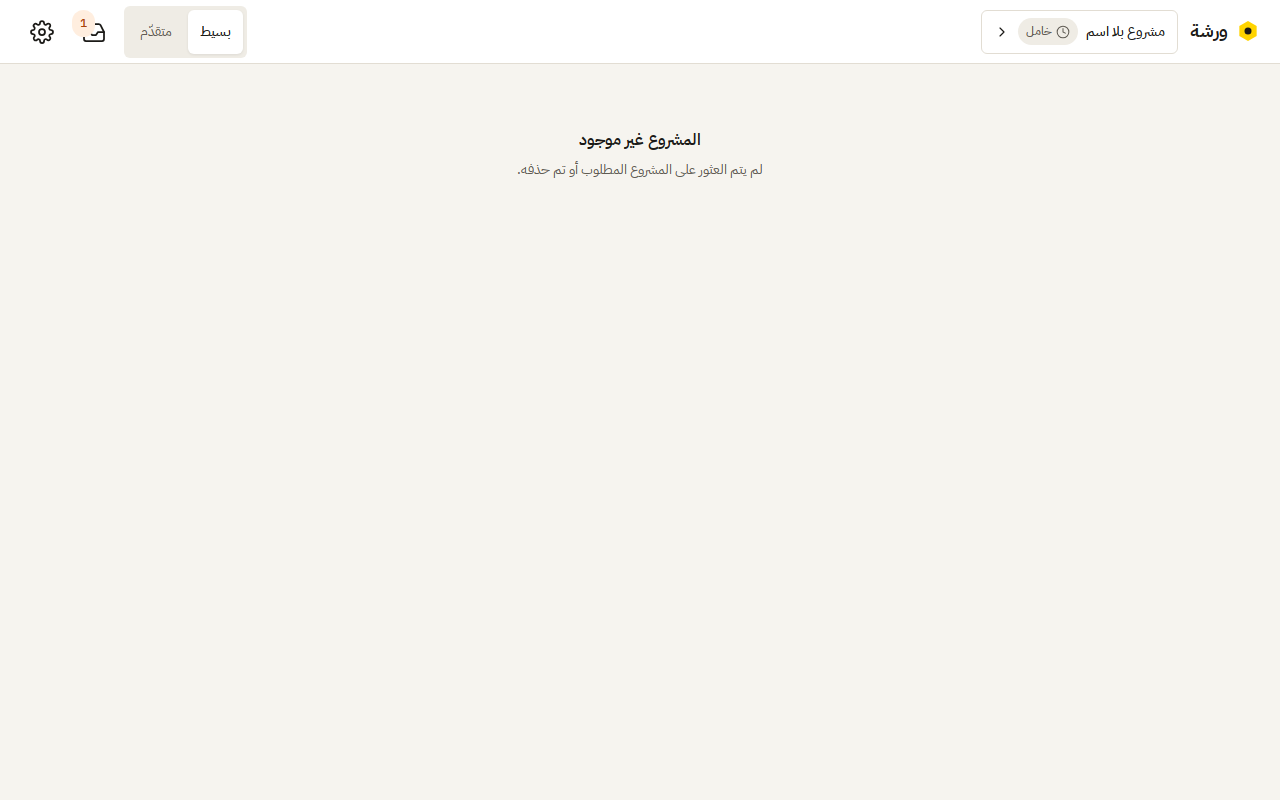 ورشة
مشروع بلا اسم
خامل
بسيط
متقدّم
1
المشروع غير موجود
لم يتم العثور على المشروع المطلوب أو تم حذفه.